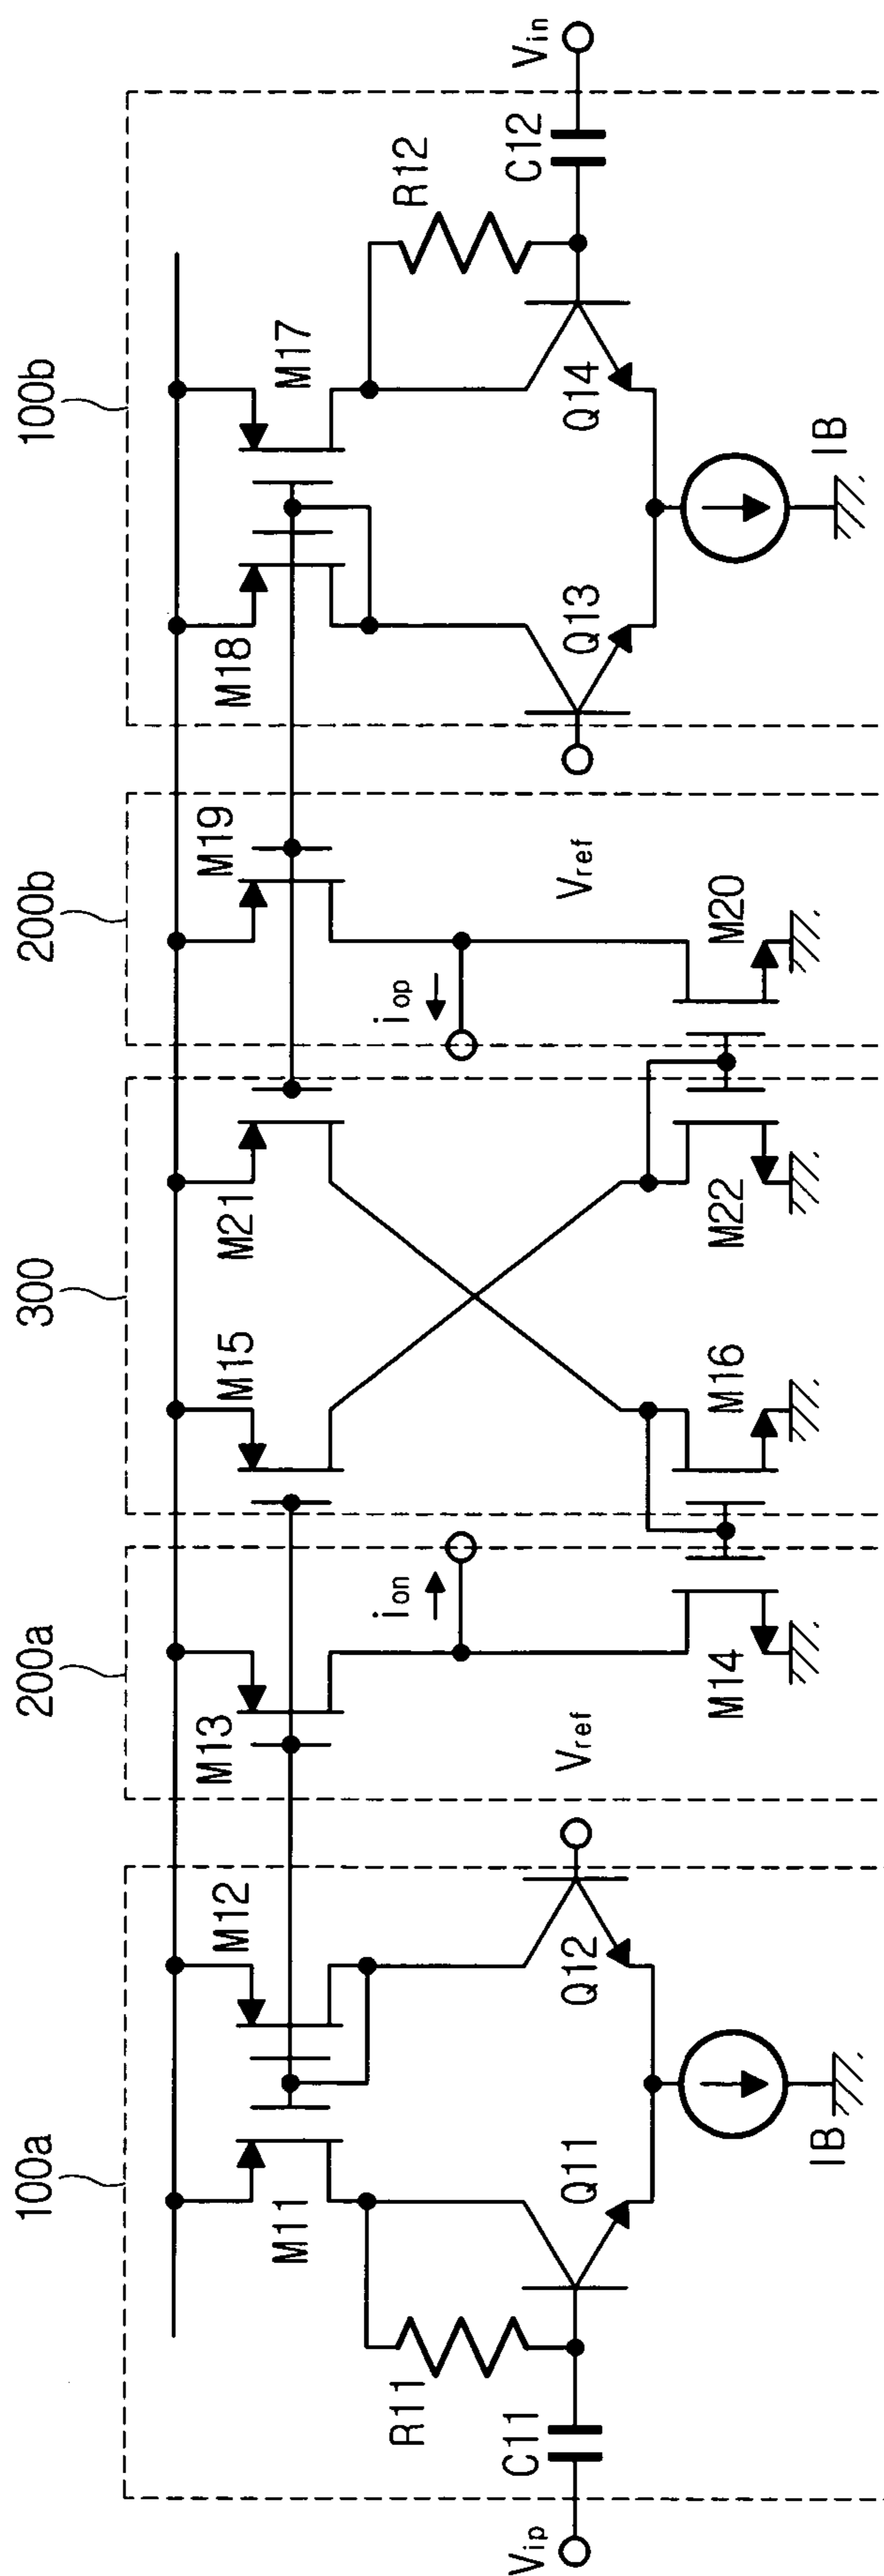 100a
200a
300
200b
100b
M11
M12
M13
M15
M21
M19
M18
M17
R11
R12
C11
C12
Vip
Vin
Q11
Q12
Q13
Q14
ion
iop
Vref
Vref
M14
M16
M22
M20
IB
IB